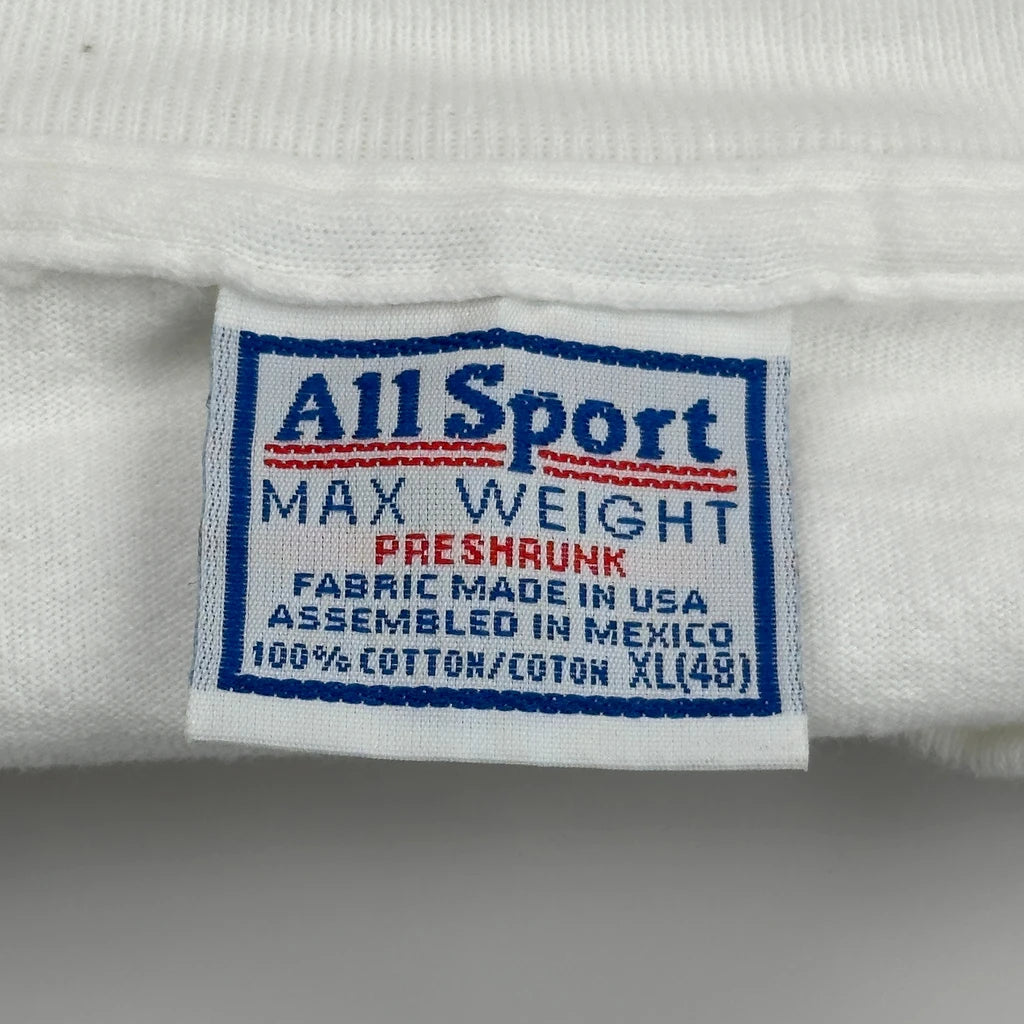 All Sport
MAX WEIGHT
PRESHRUNK
FABRIC MADE IN USA
ASSEMBLED IN MEXICO
100% COTTON/COTON XL(48)